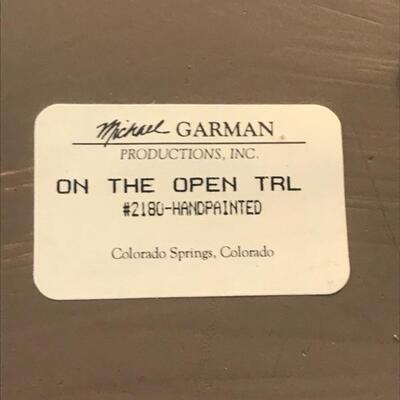 Michael GARMAN
PRODUCTIONS, INC.
ON THE OPEN TRL
#2180-HANDPAINTED
Colorado Springs, Colorado